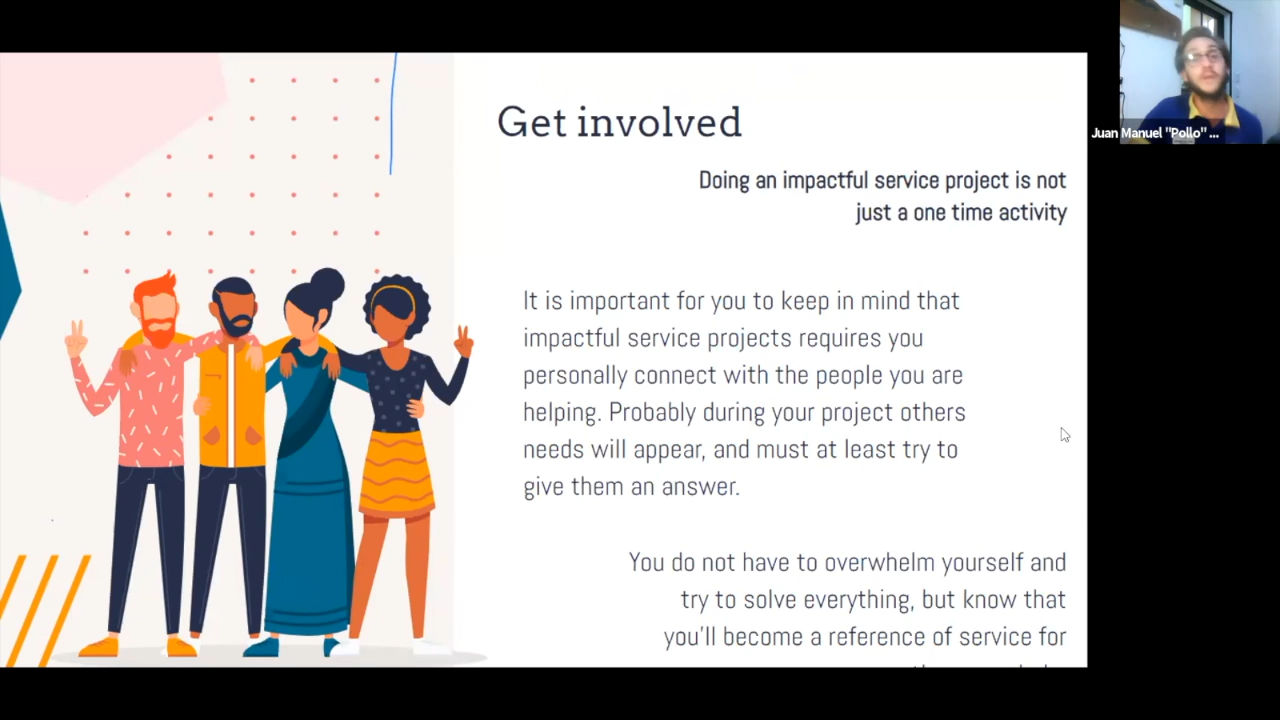 Get involved
Doing an impactful service project is not
just a one time activity
It is important for you to keep in mind that
impactful service projects requires you
personally connect with the people you are
helping. Probably during your project others
needs will appear, and must at least try to
give them an answer.
You do not have to overwhelm yourself and
try to solve everything, but know that
you'll become a reference of service for
Juan Manuel "Pollo" ...